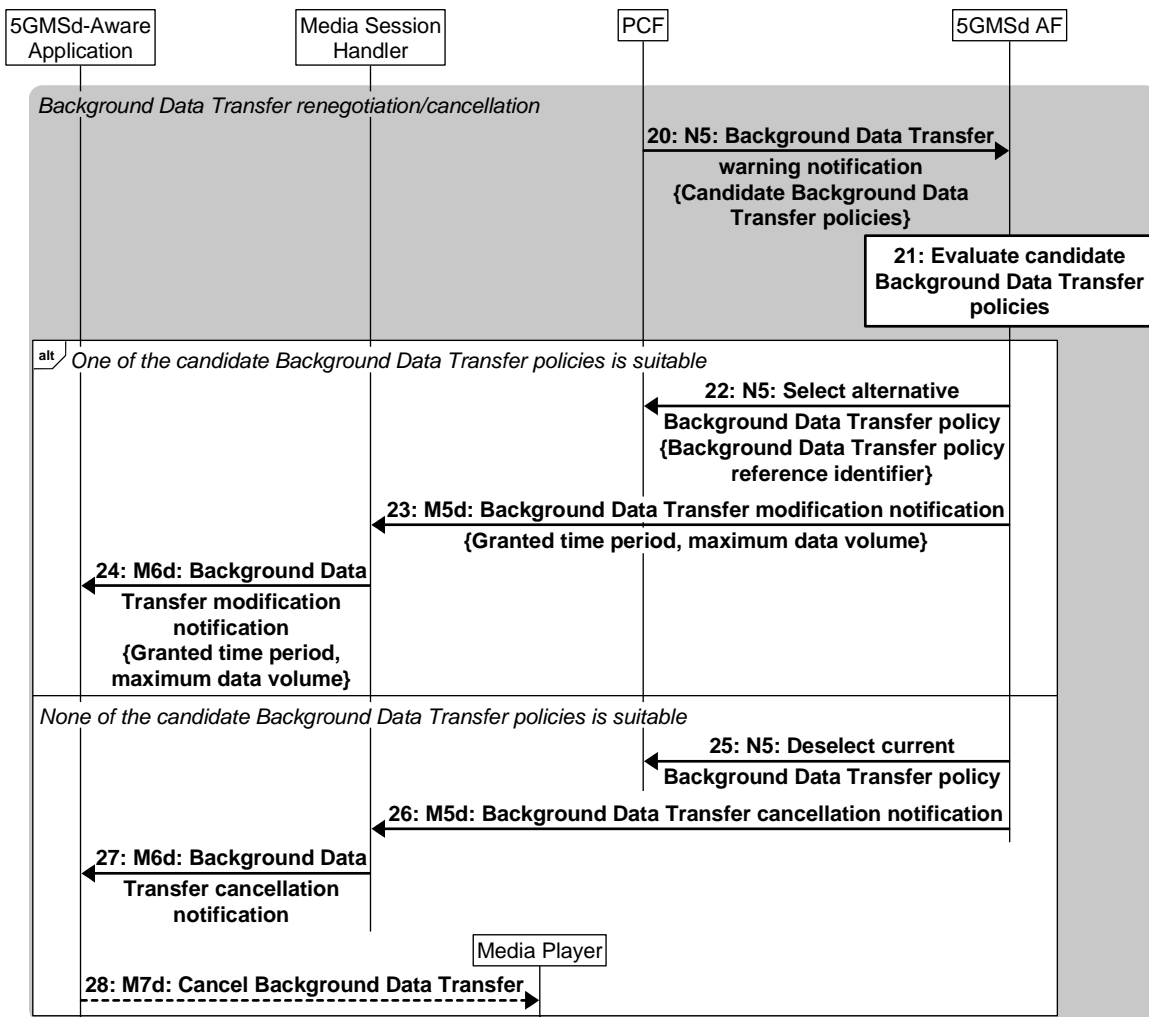 5GMSd-Aware
Application
Media Session
Handler
PCF
5GMSd AF
Background Data Transfer renegotiation/cancellation
20: N5: Background Data Transfer
warning notification
{Candidate Background Data
Transfer policies}
21: Evaluate candidate
Background Data Transfer
policies
alt
One of the candidate Background Data Transfer policies is suitable
22: N5: Select alternative
Background Data Transfer policy
{Background Data Transfer policy
reference identifier}
23: M5d: Background Data Transfer modification notification
{Granted time period, maximum data volume}
24: M6d: Background Data
Transfer modification
notification
{Granted time period,
maximum data volume}
None of the candidate Background Data Transfer policies is suitable
25: N5: Deselect current
Background Data Transfer policy
26: M5d: Background Data Transfer cancellation notification
27: M6d: Background Data
Transfer cancellation
notification
Media Player
28: M7d: Cancel Background Data Transfer